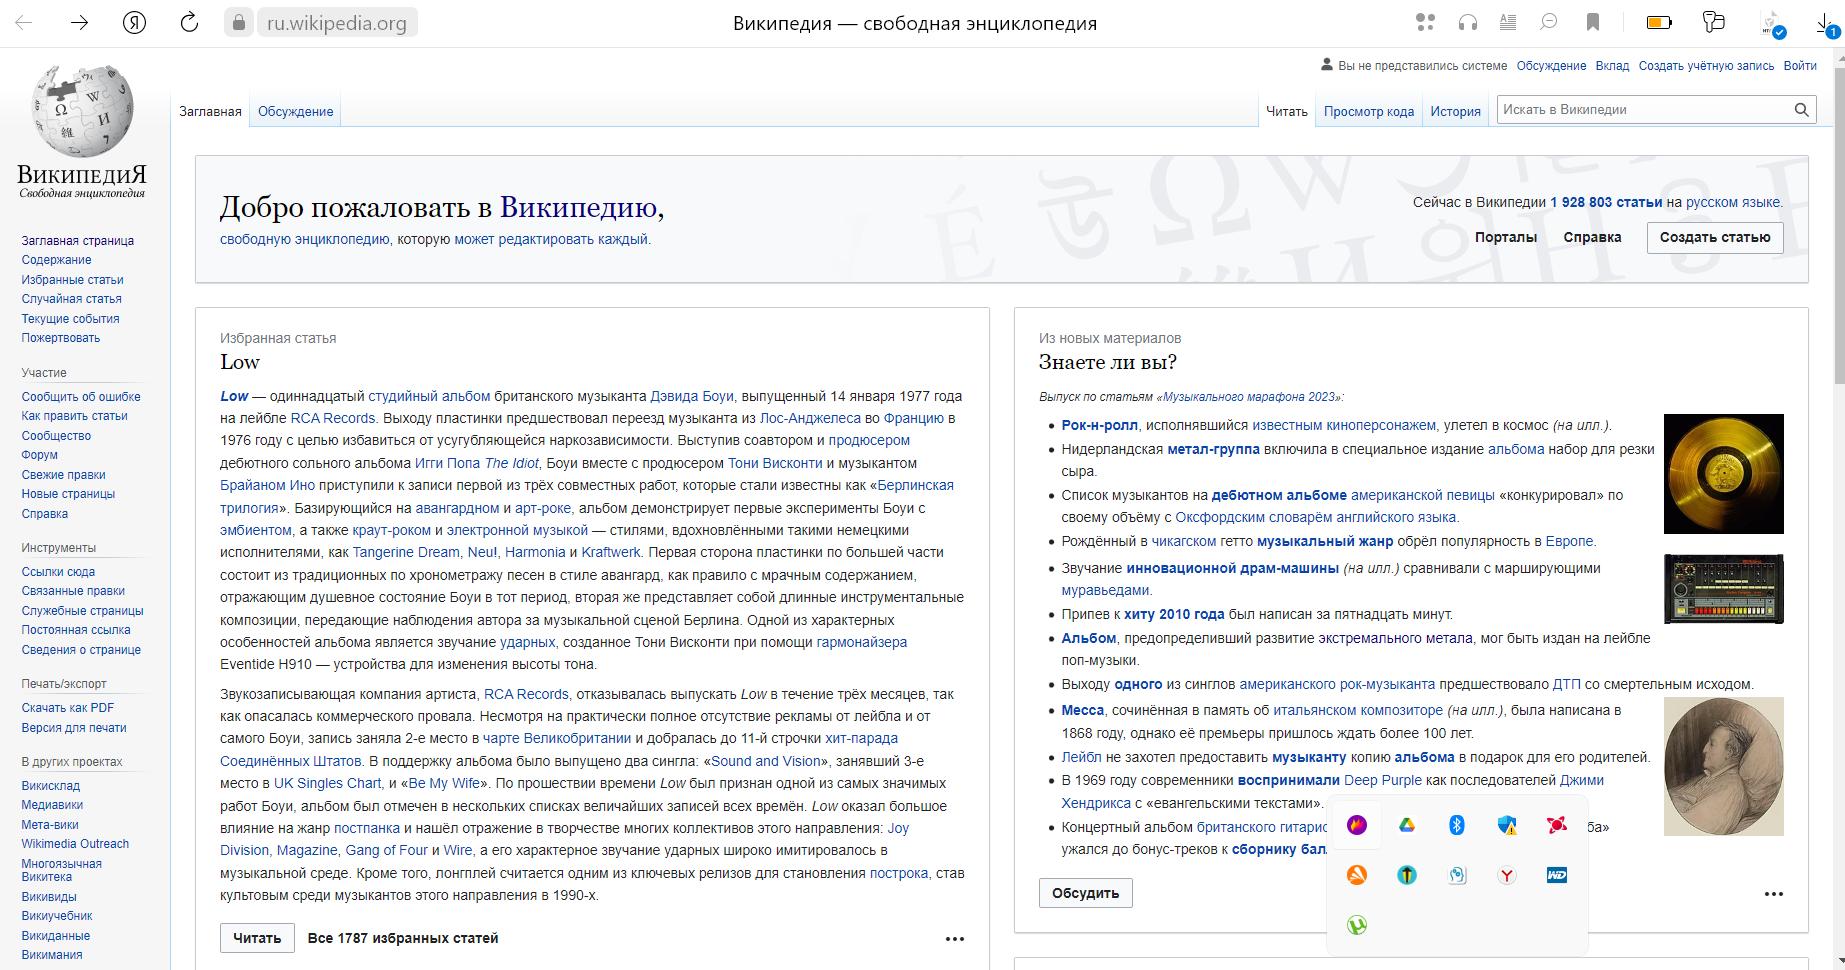 ru.wikipedia.org
Википедия — свободная энциклопедия
1
Вы не представились системе Обсуждение Вклад Создать учётную запись Войти
ВикипедиЯ
Свободная энциклопедия
Заглавная Обсуждение
Читать Просмотр кода История Искать в Википедии
Добро пожаловать в Википедию,
свободную энциклопедию, которую может редактировать каждый.
Сейчас в Википедии 1 928 803 статьи на русском языке.
Порталы Справка Создать статью
Заглавная страница
Содержание
Избранные статьи
Случайная статья
Текущие события
Пожертвовать
Участие
Сообщить об ошибке
Как править статьи
Сообщество
Форум
Свежие правки
Новые страницы
Справка
Инструменты
Ссылки сюда
Связанные правки
Служебные страницы
Постоянная ссылка
Сведения о странице
Печать/экспорт
Скачать как PDF
Версия для печати
В других проектах
Викисклад
Медиавики
Мета-вики
Wikimedia Outreach
Многоязычная
Викитека
Викивиды
Викиучебник
Викиданные
Викимания
Избранная статья
Low
Low — одиннадцатый студийный альбом британского музыканта Дэвида Боуи, выпущенный 14 января 1977 года
на лейбле RCA Records. Выходу пластинки предшествовал переезд музыканта из Лос-Анджелеса во Францию в
1976 году с целью избавиться от усугубляющейся наркозависимости. Выступив соавтором и продюсером
дебютного сольного альбома Игги Попа The Idiot, Боуи вместе с продюсером Тони Висконти и музыкантом
Брайаном Ино приступили к записи первой из трёх совместных работ, которые стали известны как «Берлинская
трилогия». Базирующийся на авангардном и арт-роке, альбом демонстрирует первые эксперименты Боуи с
эмбиентом, а также краут-роком и электронной музыкой — стилями, вдохновлёнными такими немецкими
исполнителями, как Tangerine Dream, Neu!, Harmonia и Kraftwerk. Первая сторона пластинки по большей части
состоит из традиционных по хронометражу песен в стиле авангард, как правило с мрачным содержанием,
отражающим душевное состояние Боуи в тот период, вторая же представляет собой длинные инструментальные
композиции, передающие наблюдения автора за музыкальной сценой Берлина. Одной из характерных
особенностей альбома является звучание ударных, созданное Тони Висконти при помощи гармонайзера
Eventide H910 — устройства для изменения высоты тона.
Звукозаписывающая компания артиста, RCA Records, отказывалась выпускать Low в течение трёх месяцев, так
как опасалась коммерческого провала. Несмотря на практически полное отсутствие рекламы от лейбла и от
самого Боуи, запись заняла 2-е место в чарте Великобритании и добралась до 11-й строчки хит-парада
Соединённых Штатов. В поддержку альбома было выпущено два сингла: «Sound and Vision», занявший 3-е
место в UK Singles Chart, и «Be My Wife». По прошествии времени Low был признан одной из самых значимых
работ Боуи, альбом был отмечен в нескольких списках величайших записей всех времён. Low оказал большое
влияние на жанр постпанка и нашёл отражение в творчестве многих коллективов этого направления: Joy
Division, Magazine, Gang of Four и Wire, а его характерное звучание ударных широко имитировалось в
музыкальной среде. Кроме того, лонгплей считается одним из ключевых релизов для становления построка, став
культовым среди музыкантов этого направления в 1990-х.
Читать Все 1787 избранных статей
Из новых материалов
Знаете ли вы?
Выпуск по статьям «Музыкального марафона 2023»:
Рок-н-ролл, исполнявшийся известным киноперсонажем, улетел в космос (на илл.).
Нидерландская метал-группа включила в специальное издание альбома набор для резки
сыра.
Список музыкантов на дебютном альбоме американской певицы «конкурировал» по
своему объёму с Оксфордским словарём английского языка.
Рождённый в чикагском гетто музыкальный жанр обрёл популярность в Европе.
Звучание инновационной драм-машины (на илл.) сравнивали с марширующими
муравьедами.
Припев к хиту 2010 года был написан за пятнадцать минут.
Альбом, предопределивший развитие экстремального метала, мог быть издан на лейбле
поп-музыки.
Выходу одного из синглов американского рок-музыканта предшествовало ДТП со смертельным исходом.
Месса, сочинённая в память об итальянском композиторе (на илл.), была написана в
1868 году, однако её премьеры пришлось ждать более 100 лет.
Лейбл не захотел предоставить музыканту копию альбома в подарок для его родителей.
В 1969 году современники воспринимали Deep Purple как последователей Джими
Хендрикса с «евангельскими текстами».
Концертный альбом британского гитарис ба»
ужался до бонус-треков к сборнику бал
Обсудить
WD